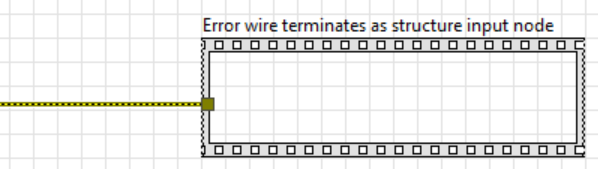 Error wire terminates as structure input node